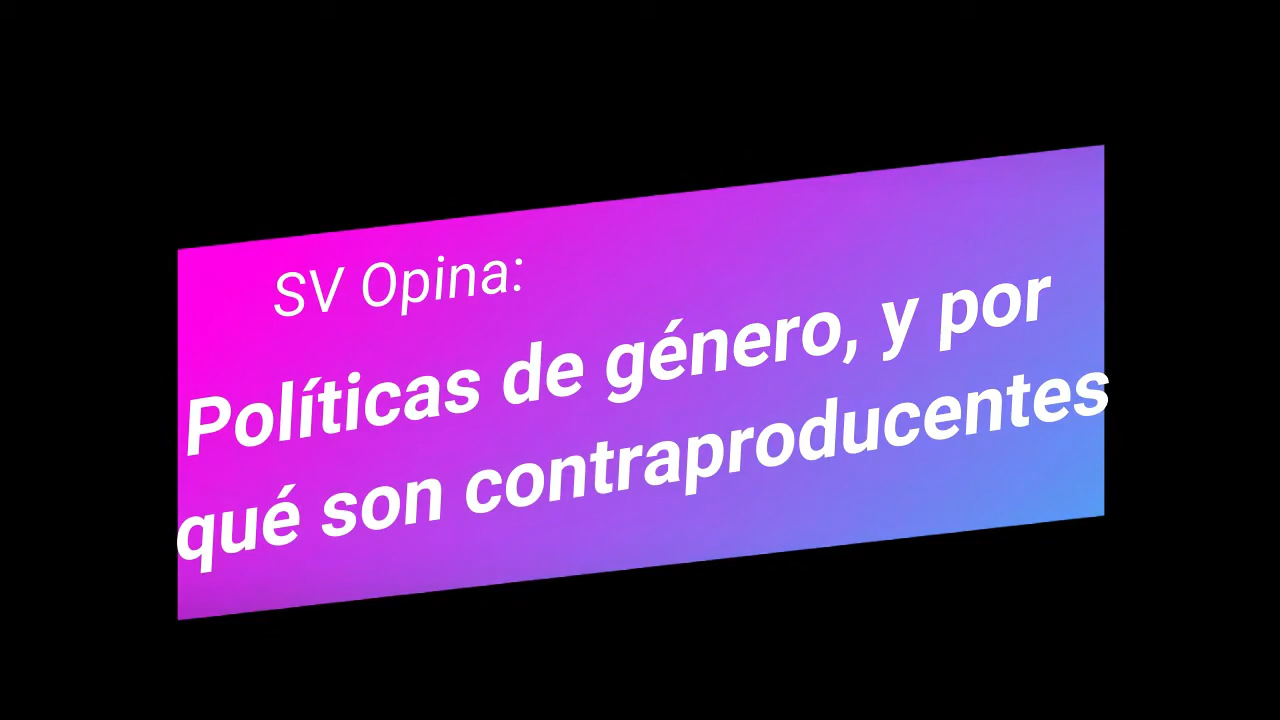 SV Opina:
Políticas de género, y por
qué son contraproducentes